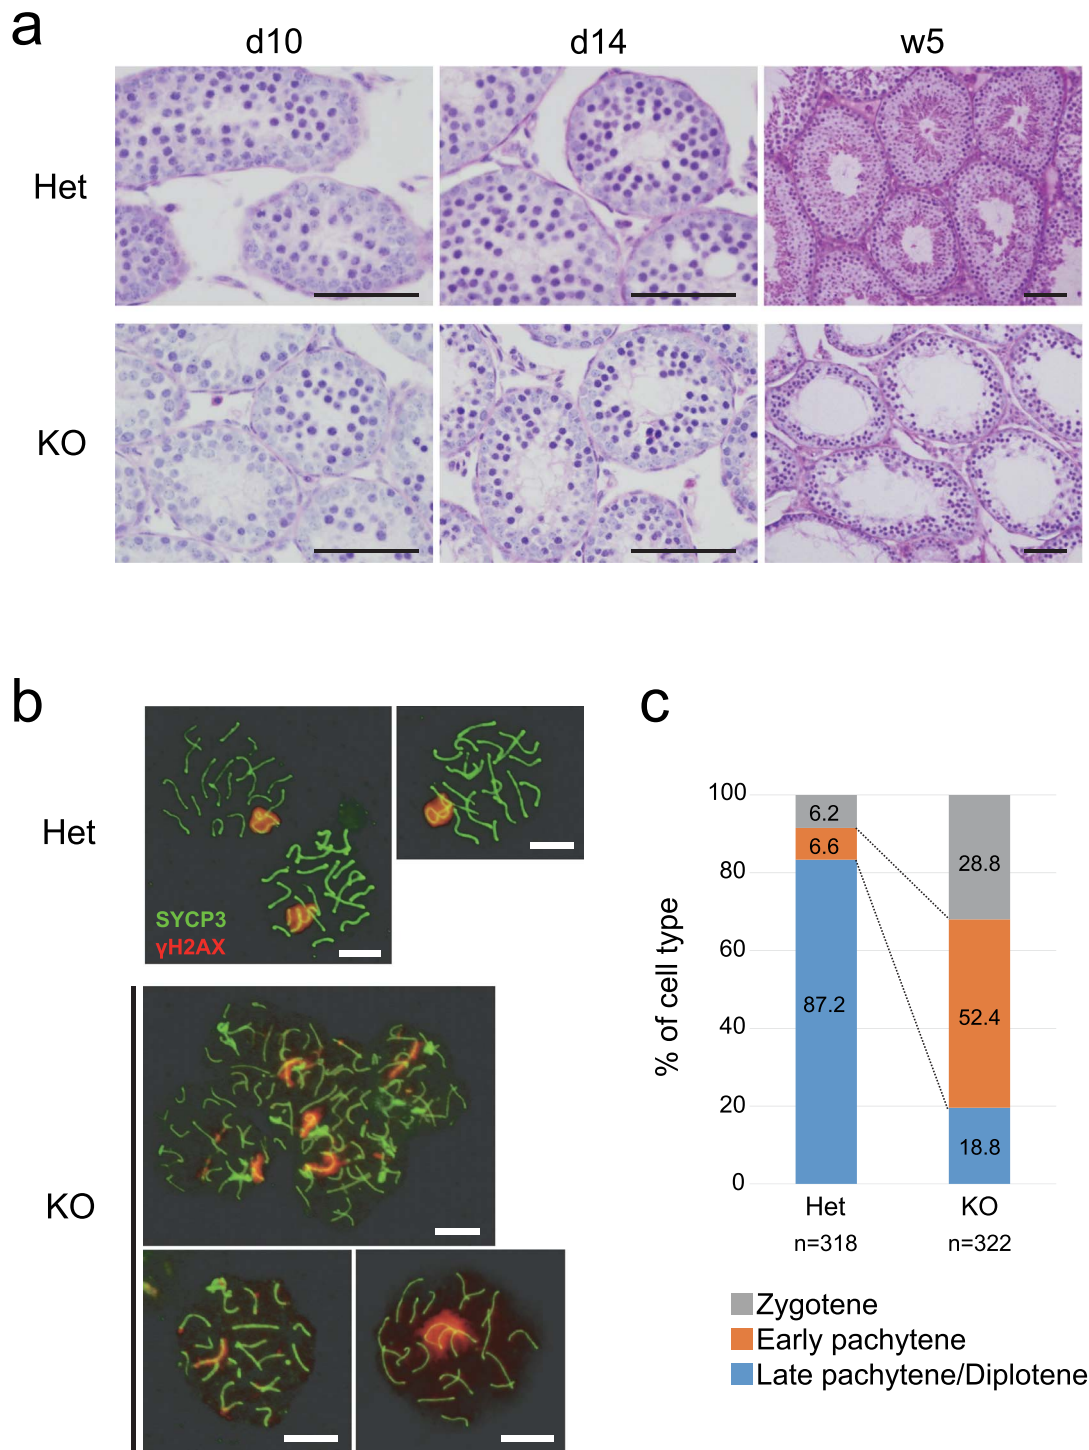 a
d10 d14 w5
Het
KO
b
Het
SYCP3
γH2AX
KO
c
% of cell type
100
80
60
40
20
0
6.2
6.6
87.2
28.8
52.4
18.8
Het KO
n=318 n=322
Zygotene
Early pachytene
Late pachytene/Diplotene